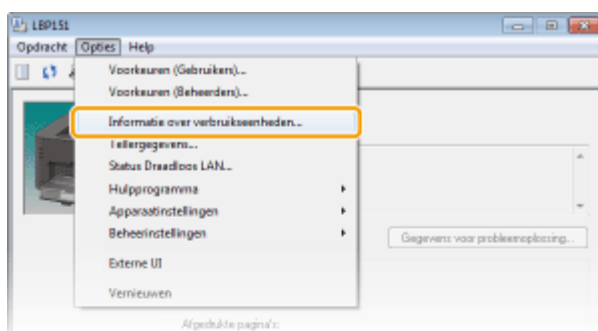 LBP151
Opdracht Opties Help
Voorkeuren (Gebruikers)...
Voorkeuren (Beheerders)...
Informatie over verbruikseenheden...
Tellergegevens...
Status Draadloos LAN...
Hulpprogramma
Apparaatinstellingen
Gegevens voor probleemoplossing...
Beheerinstellingen
Externe UI
Vernieuwen
Afgedrukte pagina's: